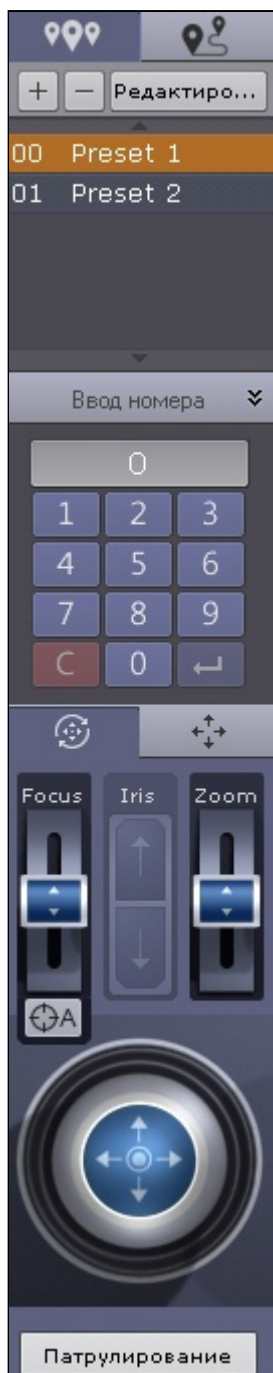 + − Редактиро...
00 Preset 1
01 Preset 2
Ввод номера
0
1 2 3
4 5 6
7 8 9
C 0
Focus Iris Zoom
A
Патрулирование